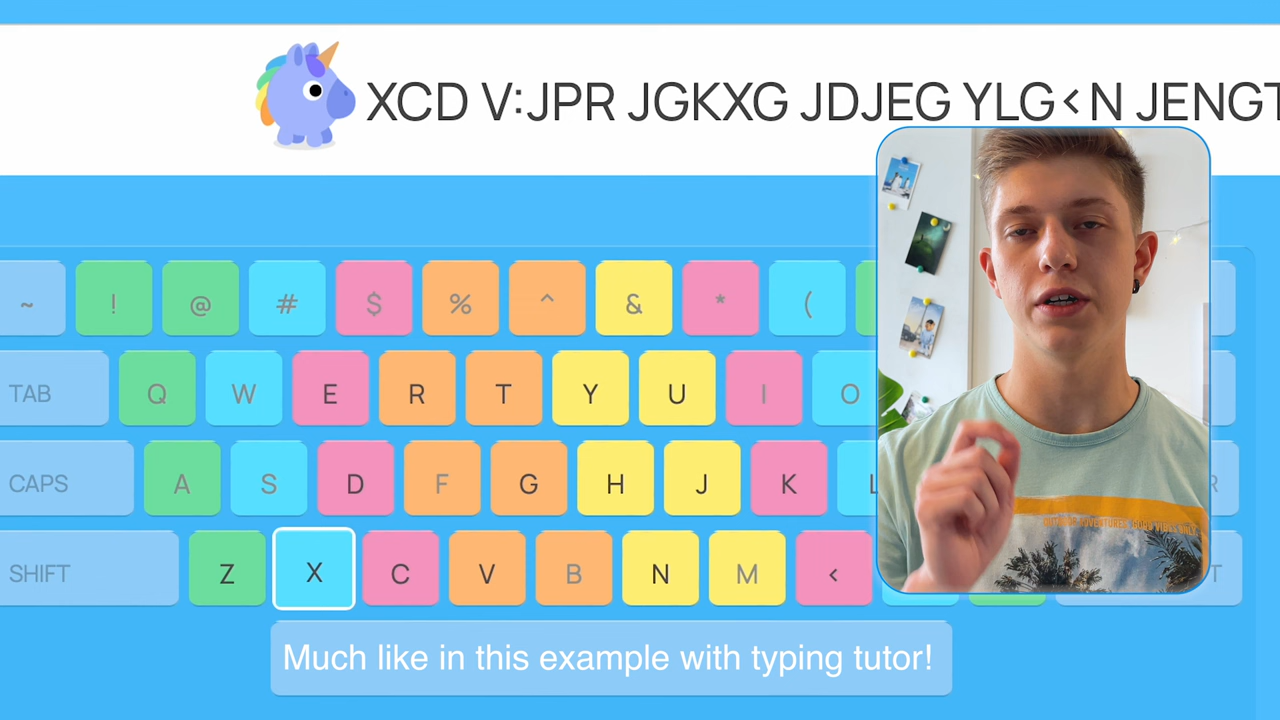 XCD V:JPR JGKXG JDJEG YLG<N JENGT
~ ! @ # $ % ^ & * (
TAB Q W E R T Y U I O
CAPS A S D F G H J K L R
SHIFT Z X C V B N M < T
Much like in this example with typing tutor!